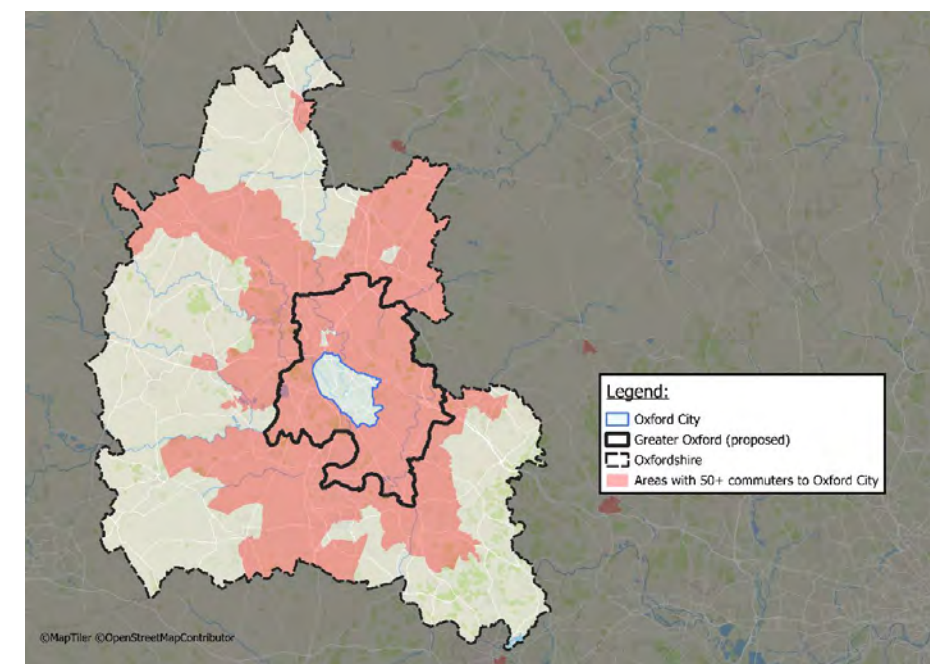 Legend:
Oxford City
Greater Oxford (proposed)
Oxfordshire
Areas with 50+ commuters to Oxford City
©MapTiler ©OpenStreetMapContributor